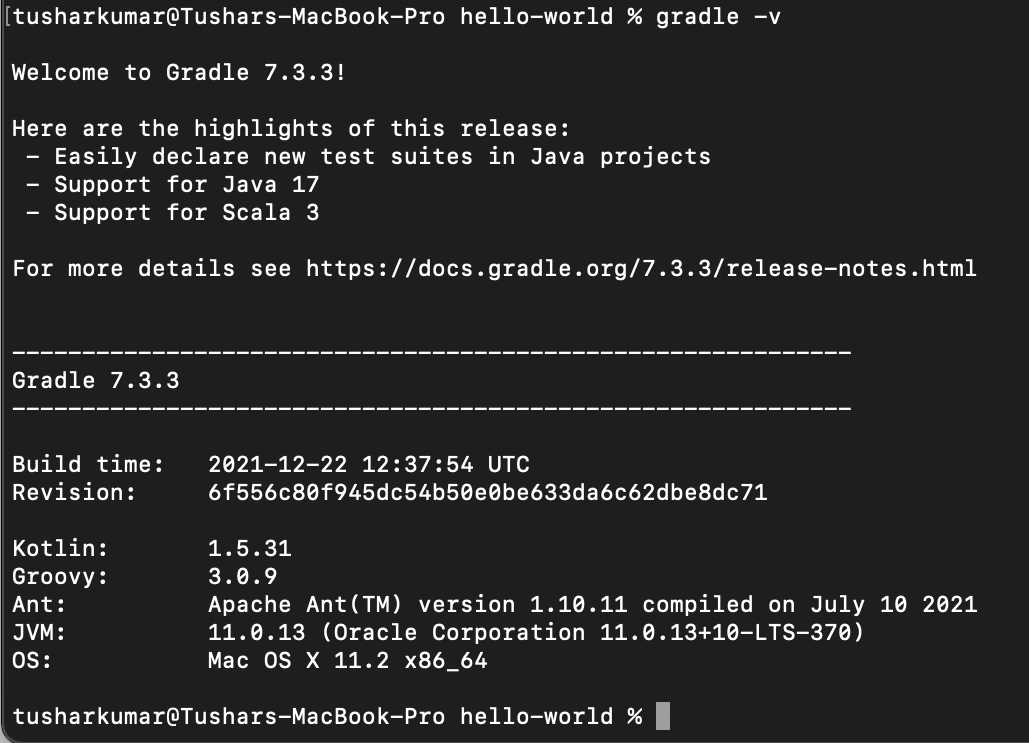 [tusharkumar@Tushars-MacBook-Pro hello-world % gradle -v
Welcome to Gradle 7.3.3!
Here are the highlights of this release:
 - Easily declare new test suites in Java projects
 - Support for Java 17
 - Support for Scala 3
For more details see https://docs.gradle.org/7.3.3/release-notes.html
------------------------------------------------------------
Gradle 7.3.3
------------------------------------------------------------
Build time:   2021-12-22 12:37:54 UTC
Revision:     6f556c80f945dc54b50e0be633da6c62dbe8dc71
Kotlin:       1.5.31
Groovy:       3.0.9
Ant:          Apache Ant(TM) version 1.10.11 compiled on July 10 2021
JVM:          11.0.13 (Oracle Corporation 11.0.13+10-LTS-370)
OS:           Mac OS X 11.2 x86_64
tusharkumar@Tushars-MacBook-Pro hello-world %